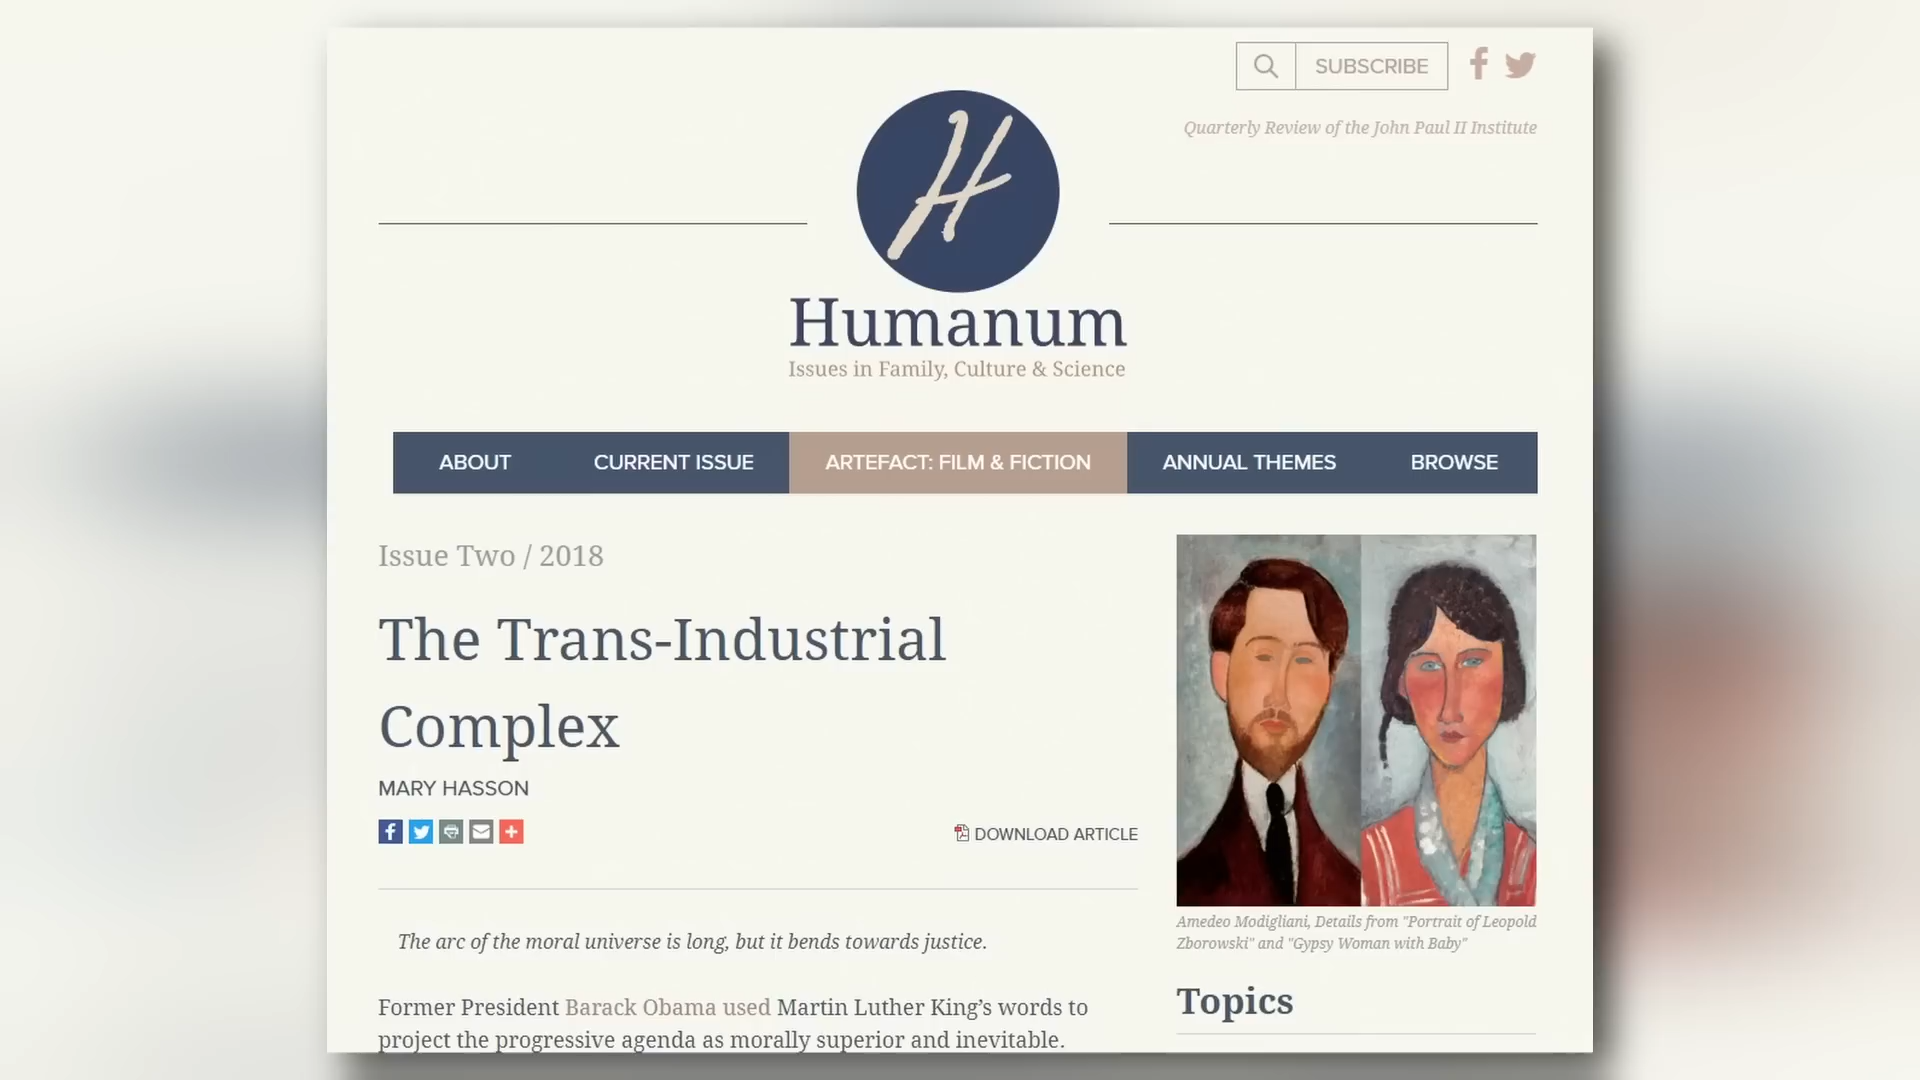 SUBSCRIBE
Quarterly Review of the John Paul II Institute
H
Humanum
Issues in Family, Culture & Science
ABOUT CURRENT ISSUE ARTEFACT: FILM & FICTION ANNUAL THEMES BROWSE
Issue Two / 2018
The Trans-Industrial
Complex
MARY HASSON
DOWNLOAD ARTICLE
The arc of the moral universe is long, but it bends towards justice.
Former President Barack Obama used Martin Luther King’s words to
project the progressive agenda as morally superior and inevitable.
Amedeo Modigliani, Details from "Portrait of Leopold
Zborowski" and "Gypsy Woman with Baby"
Topics